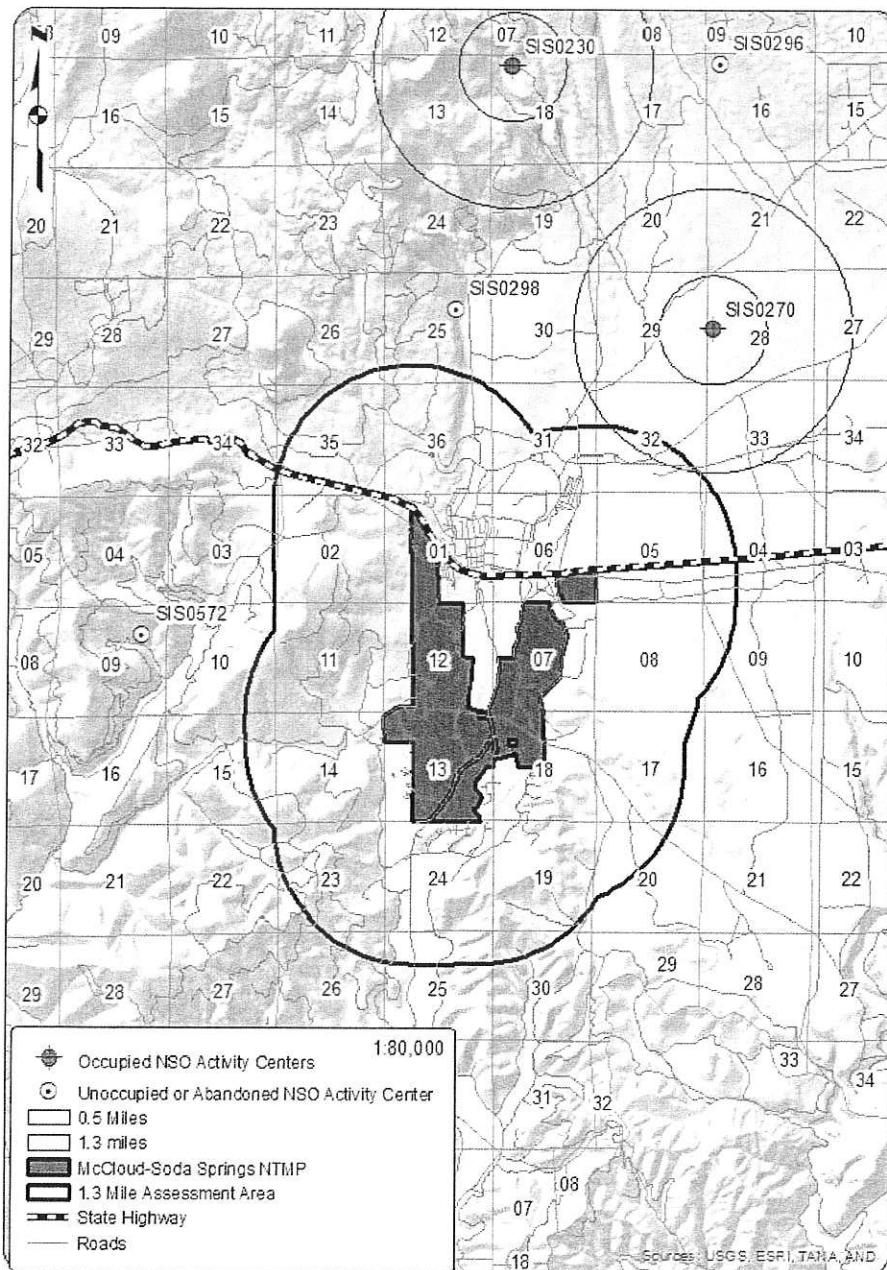 N
09 10 11 12 07 SIS0230 08 09 SIS0296 10
16 15 14 13 18 17 16 15
20 21 22 23 24 19 20 21 22
SIS0298 SIS0270
29 28 27 26 25 30 29 28 27
32 33 34 35 36 31 32 33 34
05 04 03 02 01 06 05 04 03
SIS0572
08 09 10 11 12 07 08 09 10
17 16 15 14 13 18 17 16 15
20 21 22 23 24 19 20 21 22
29 28 27 26 25 30 29 28 27
33 34
31 32
08
07
18
1:80,000
Occupied NSO Activity Centers
Unoccupied or Abandoned NSO Activity Center
0.5 Miles
1.3 miles
McCloud-Soda Springs NTMP
1.3 Mile Assessment Area
State Highway
Roads
Sources: USGS, ESRI, TANA, AND